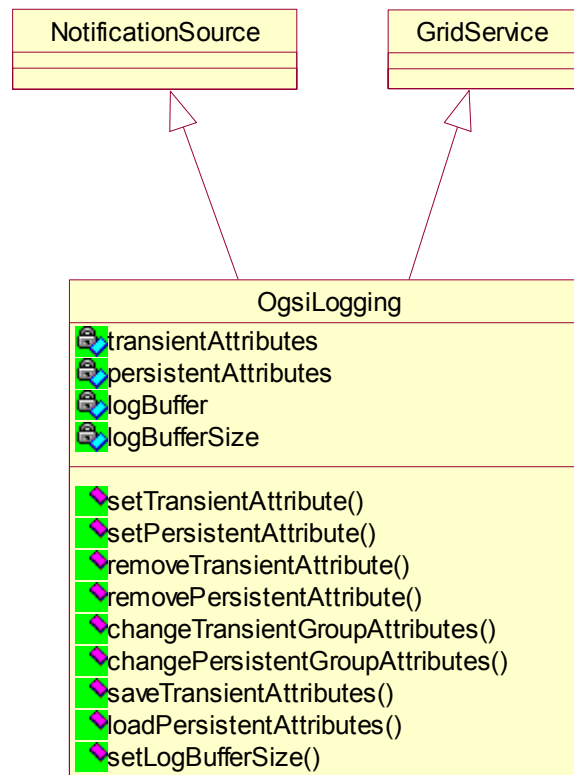 NotificationSource
GridService
OgsiLogging
transientAttributes
persistentAttributes
logBuffer
logBufferSize
setTransientAttribute()
setPersistentAttribute()
removeTransientAttribute()
removePersistentAttribute()
changeTransientGroupAttributes()
changePersistentGroupAttributes()
saveTransientAttributes()
loadPersistentAttributes()
setLogBufferSize()